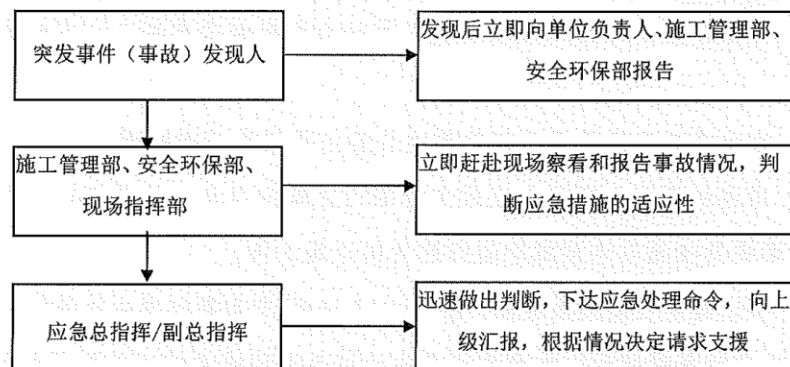 突发事件（事故）发现人
发现后立即向单位负责人、施工管理部、
安全环保部报告
施工管理部、安全环保部、
现场指挥部
立即赶赴现场察看和报告事故情况，判
断应急措施的适应性
应急总指挥/副总指挥
迅速做出判断，下达应急处理命令， 向上
级汇报，根据情况决定请求支援